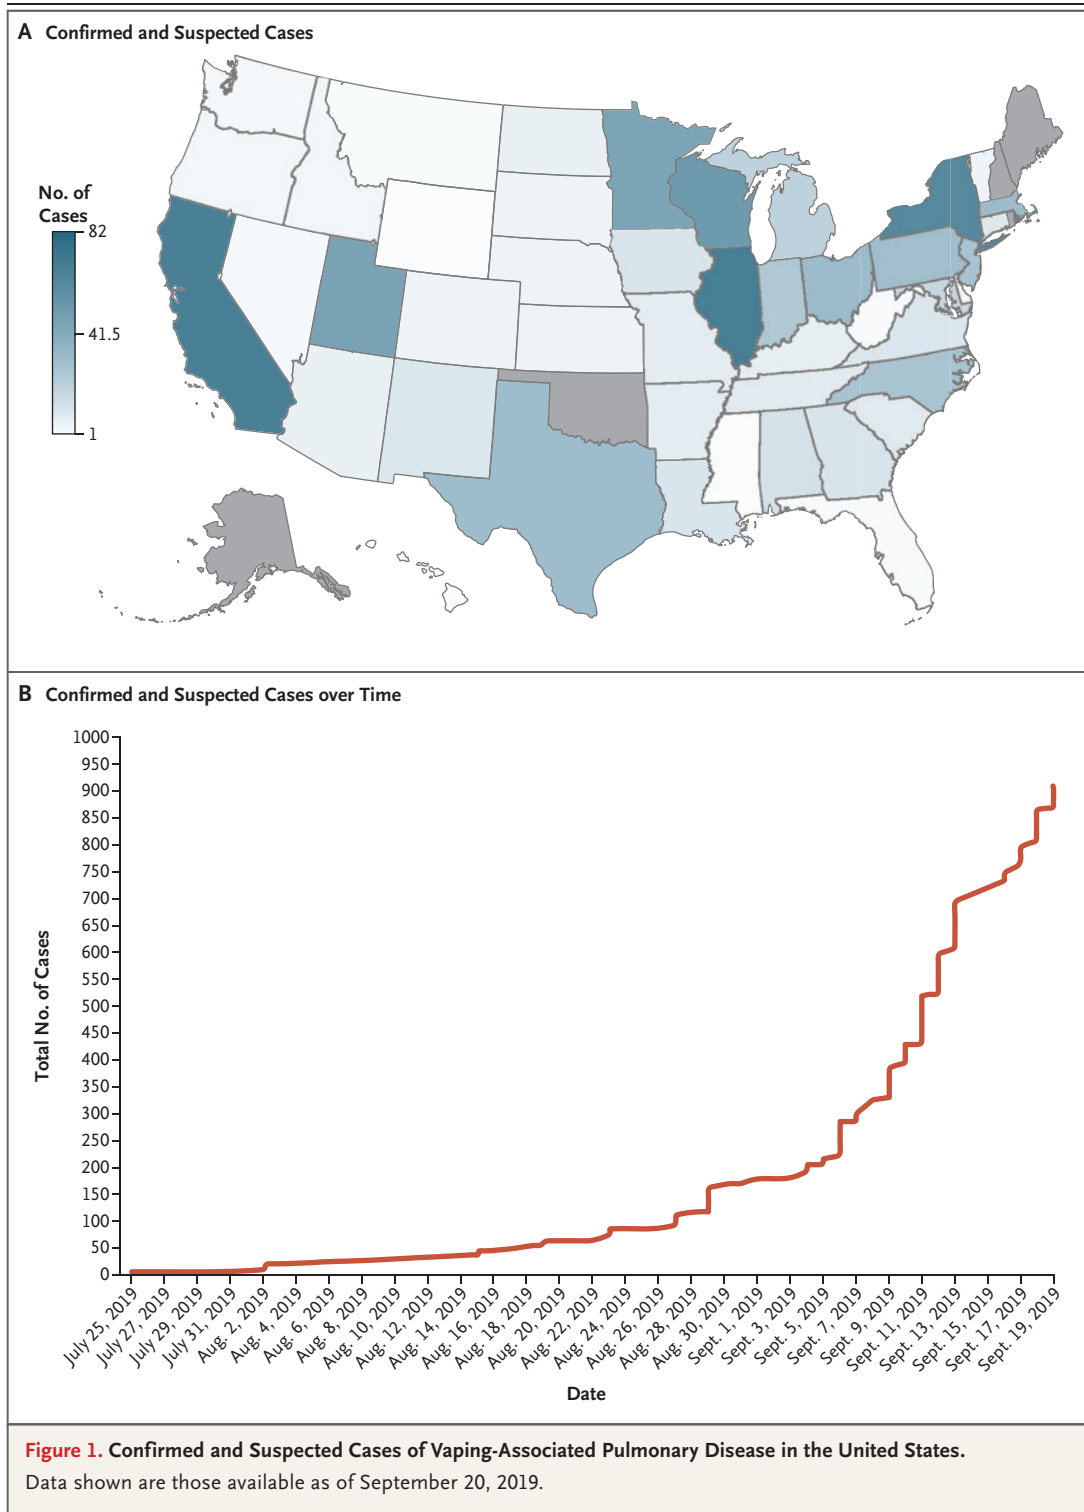 A Confirmed and Suspected Cases
No. of
Cases
82
41.5
1
B Confirmed and Suspected Cases over Time
1000
950
900
850
800
750
700
650
600
550
500
450
400
350
300
250
200
150
100
50
0
Total No. of Cases
July 25, 2019
July 27, 2019
July 29, 2019
July 31, 2019
Aug. 2, 2019
Aug. 4, 2019
Aug. 6, 2019
Aug. 8, 2019
Aug. 10, 2019
Aug. 12, 2019
Aug. 14, 2019
Aug. 16, 2019
Aug. 18, 2019
Aug. 20, 2019
Aug. 22, 2019
Aug. 24, 2019
Aug. 26, 2019
Aug. 28, 2019
Aug. 30, 2019
Sept. 1, 2019
Sept. 3, 2019
Sept. 5, 2019
Sept. 7, 2019
Sept. 9, 2019
Sept. 11, 2019
Sept. 13, 2019
Sept. 15, 2019
Sept. 17, 2019
Sept. 19, 2019
Date
Figure 1. Confirmed and Suspected Cases of Vaping-Associated Pulmonary Disease in the United States.
Data shown are those available as of September 20, 2019.